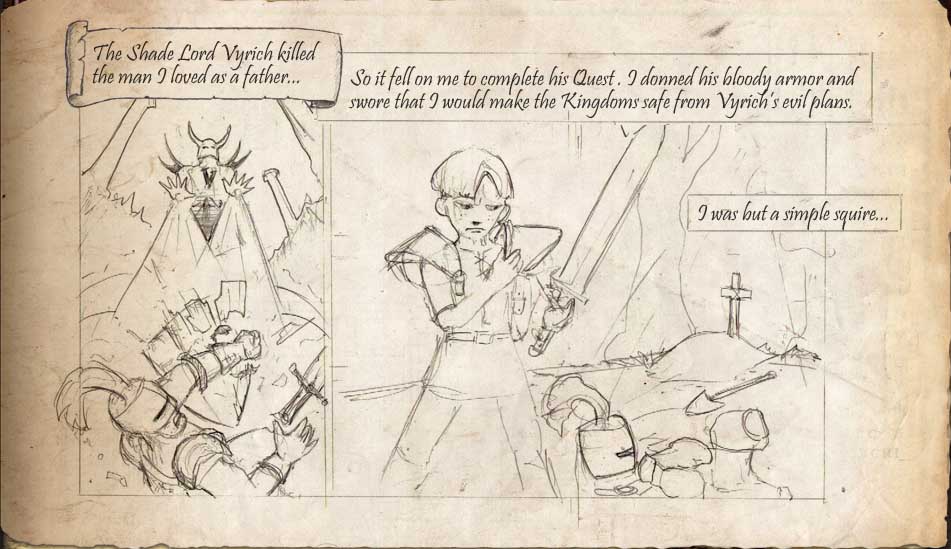 The Shade Lord Vyrich killed
the man I loved as a father...
So it fell on me to complete his Quest. I donned his bloody armor and
swore that I would make the Kingdoms safe from Vyrich's evil plans.
I was but a simple squire...